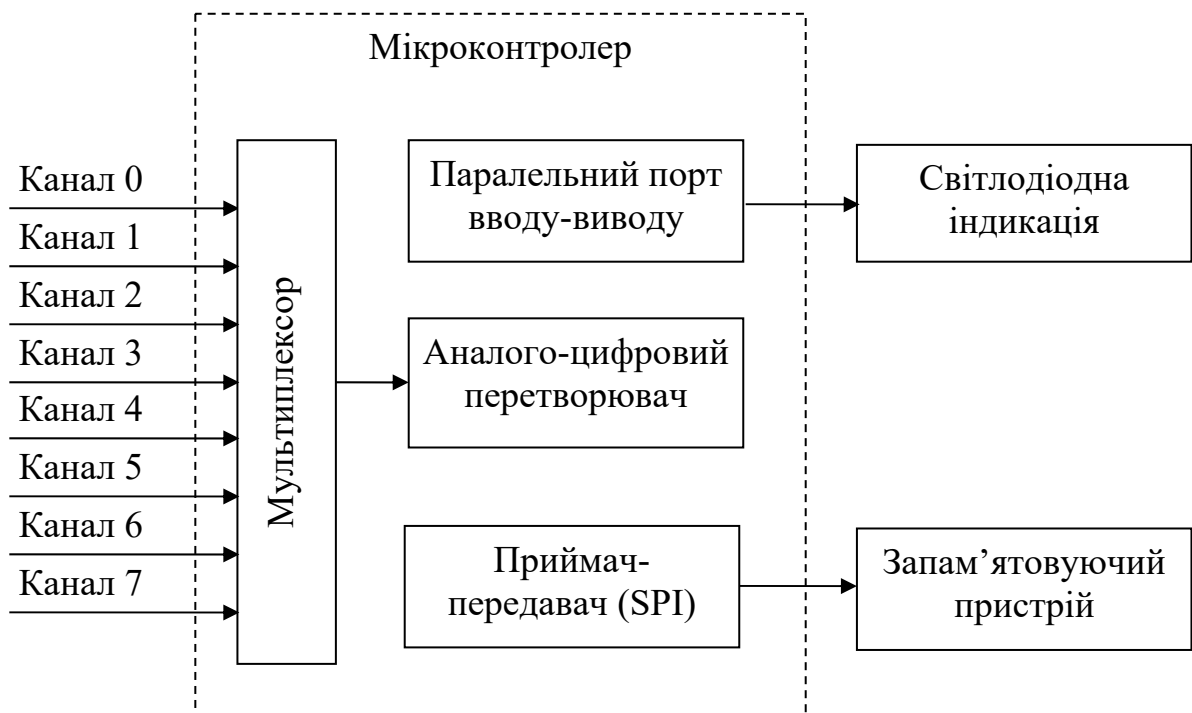 Мікроконтролер
Канал 0
Канал 1
Канал 2
Канал 3
Канал 4
Канал 5
Канал 6
Канал 7
Мультиплексор
Паралельний порт
вводу-виводу
Світлодіодна
індикація
Аналого-цифровий
перетворювач
Приймач-
передавач (SPI)
Запам’ятовуючий
пристрій